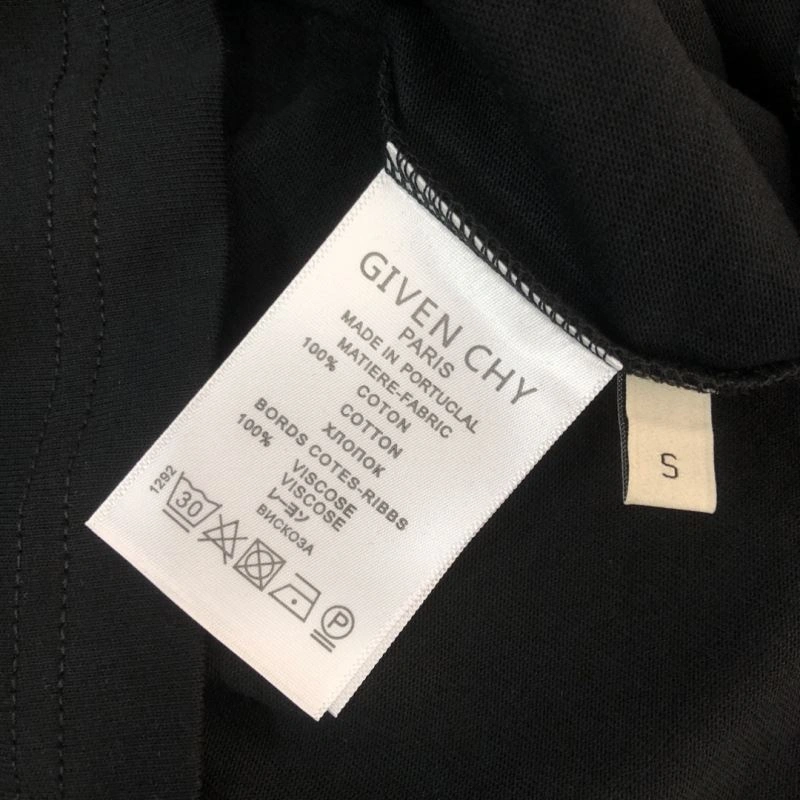 GIVEN CHY
PARIS
MADE IN PORTUCLAL
MATIERE-FABRIC
100%
COTON
COTTON
ХЛОПОК
BORDS COTES-RIBBS
100%
VISCOSE
VISCOSE
レーヨン
ВИСКОЗА
1292
30
P
S